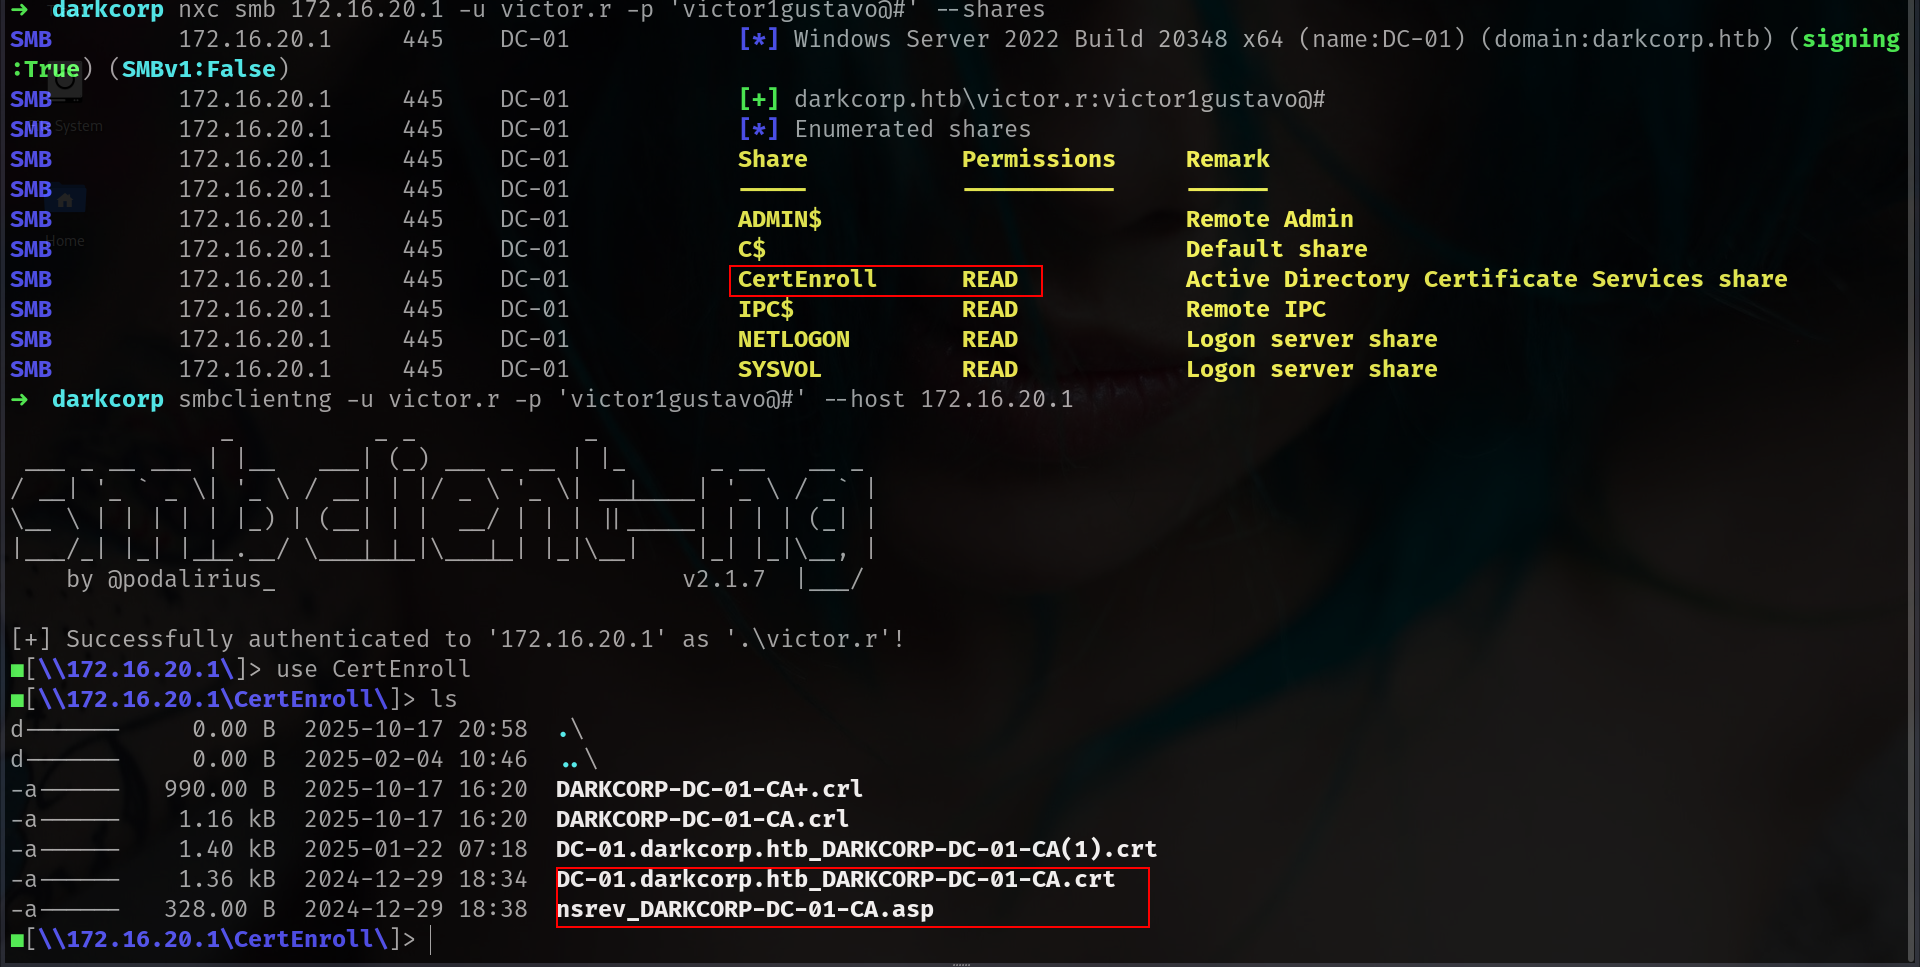 → darkcorp nxc smb 172.16.20.1 -u victor.r -p 'victor1gustavo@#' --shares
SMB 172.16.20.1 445 DC-01 [*] Windows Server 2022 Build 20348 x64 (name:DC-01) (domain:darkcorp.htb) (signing
:True) (SMBv1:False)
SMB 172.16.20.1 445 DC-01 [+] darkcorp.htb\victor.r:victor1gustavo@#
System
SMB 172.16.20.1 445 DC-01 [*] Enumerated shares
SMB 172.16.20.1 445 DC-01 Share Permissions Remark
SMB 172.16.20.1 445 DC-01 ----- ----------- ------
SMB 172.16.20.1 445 DC-01 ADMIN$ Remote Admin
Home
SMB 172.16.20.1 445 DC-01 C$ Default share
SMB 172.16.20.1 445 DC-01 CertEnroll READ Active Directory Certificate Services share
SMB 172.16.20.1 445 DC-01 IPC$ READ Remote IPC
SMB 172.16.20.1 445 DC-01 NETLOGON READ Logon server share
SMB 172.16.20.1 445 DC-01 SYSVOL READ Logon server share
→ darkcorp smbclientng -u victor.r -p 'victor1gustavo@#' --host 172.16.20.1
smbclient-ng
by @podalirius_ v2.1.7
[+] Successfully authenticated to '172.16.20.1' as '.\victor.r'!
■[\\172.16.20.1\]> use CertEnroll
■[\\172.16.20.1\CertEnroll\]> ls
d------- 0.00 B 2025-10-17 20:58 .\
d------- 0.00 B 2025-02-04 10:46 ..\
-a------ 990.00 B 2025-10-17 16:20 DARKCORP-DC-01-CA+.crl
-a------ 1.16 kB 2025-10-17 16:20 DARKCORP-DC-01-CA.crl
-a------ 1.40 kB 2025-01-22 07:18 DC-01.darkcorp.htb_DARKCORP-DC-01-CA(1).crt
-a------ 1.36 kB 2024-12-29 18:34 DC-01.darkcorp.htb_DARKCORP-DC-01-CA.crt
-a------ 328.00 B 2024-12-29 18:38 nsrev_DARKCORP-DC-01-CA.asp
■[\\172.16.20.1\CertEnroll\]>